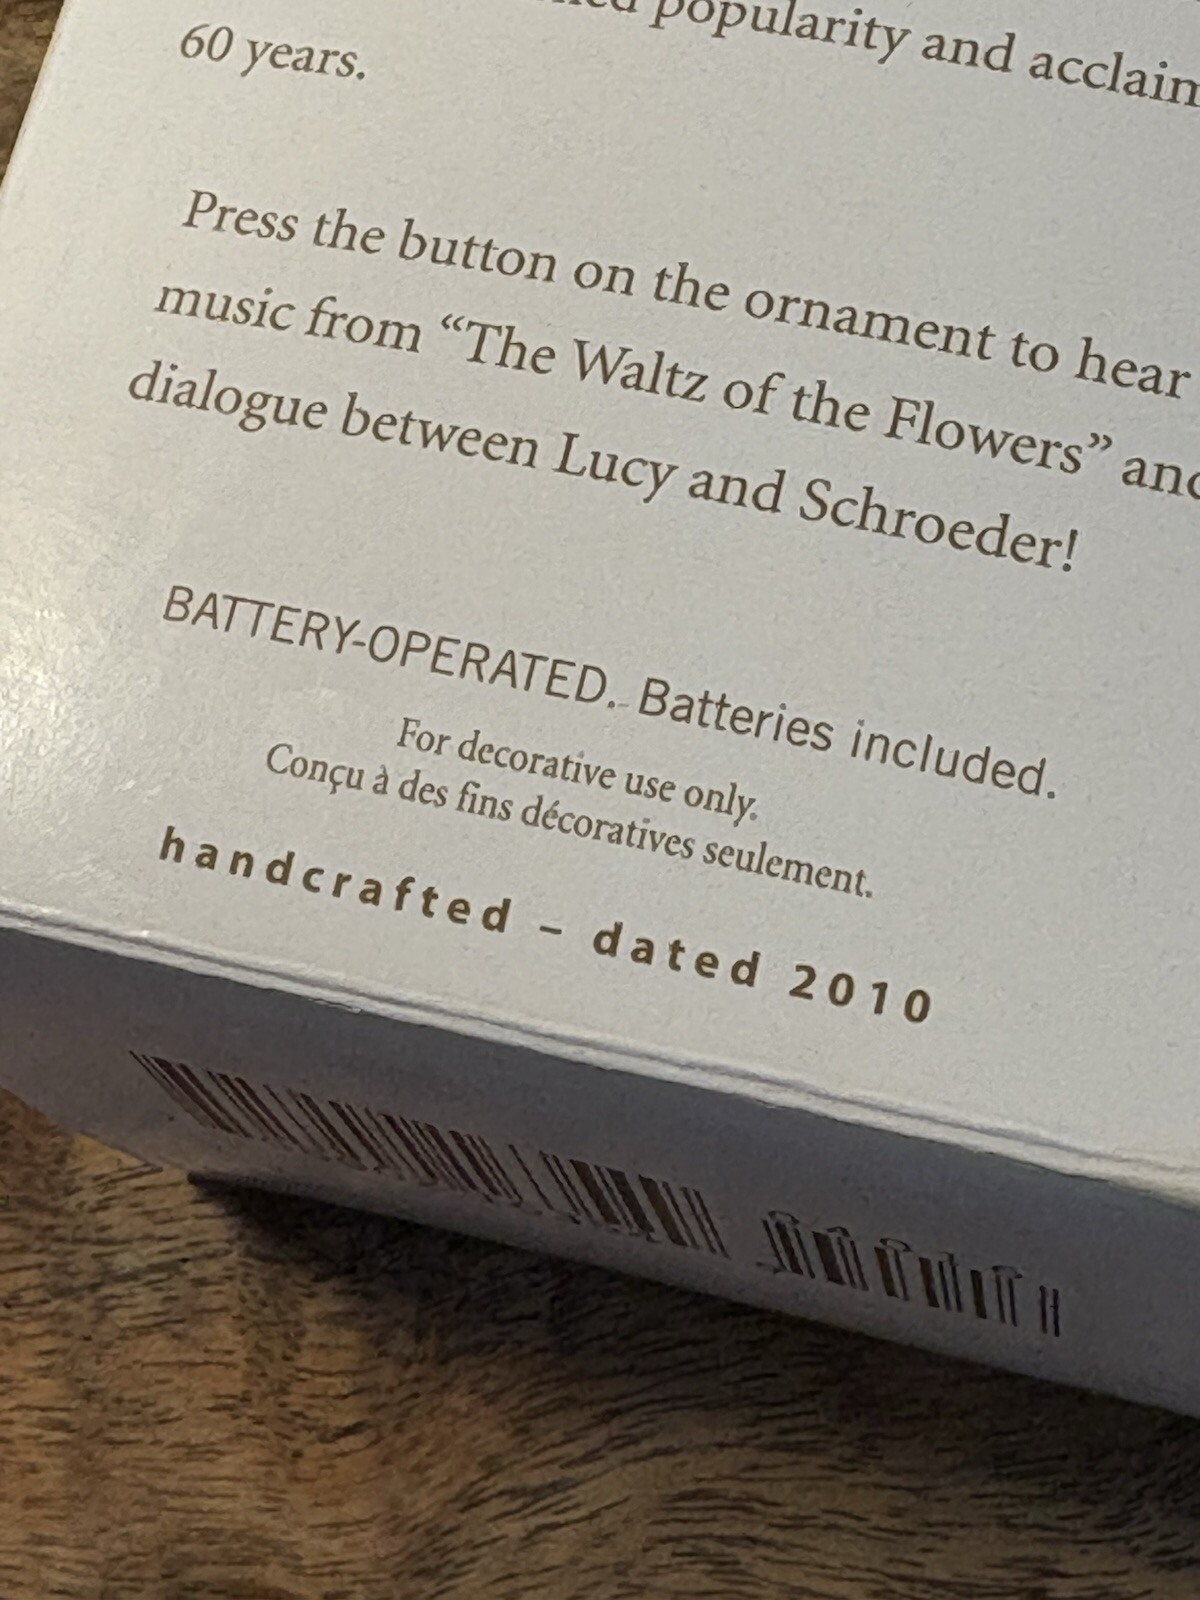 popularity and acclaim
60 years.
Press the button on the ornament to hear
music from “The Waltz of the Flowers” and
dialogue between Lucy and Schroeder!
BATTERY-OPERATED. Batteries included.
For decorative use only.
Conçu à des fins décoratives seulement.
handcrafted – dated 2010